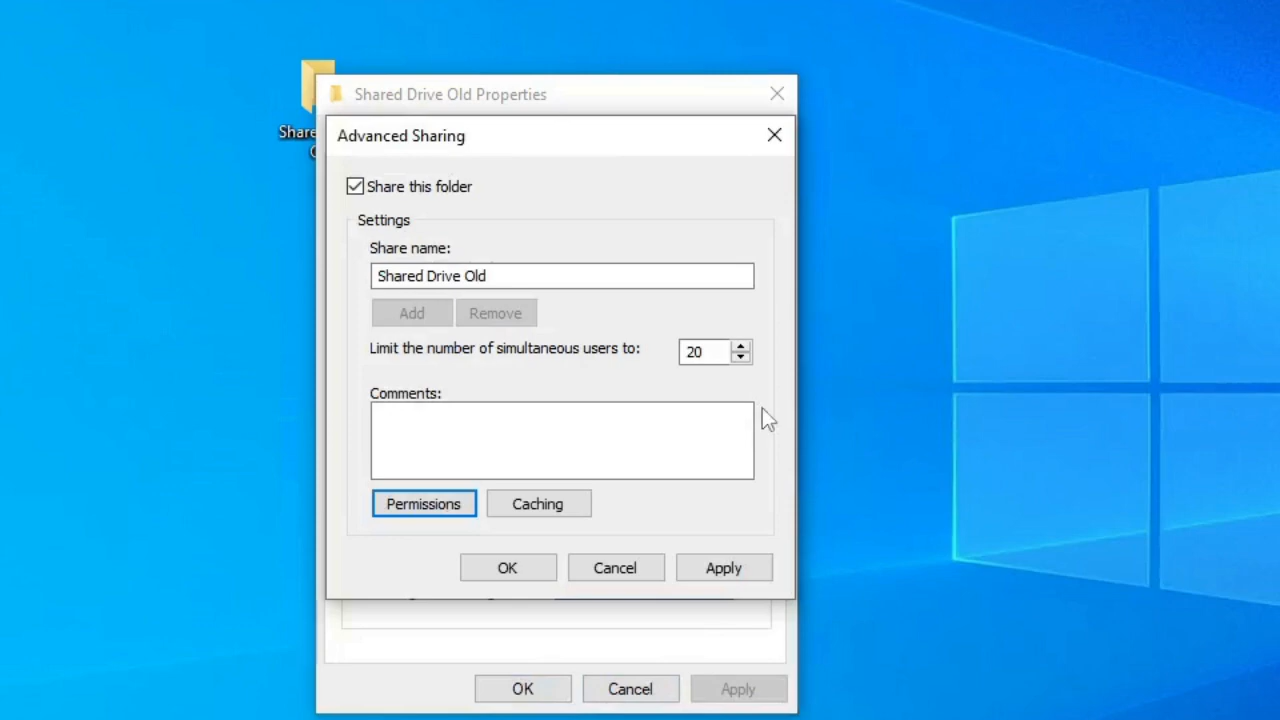 Shared Drive Old Properties
Share
Advanced Sharing
Share this folder
Settings
Share name:
Shared Drive Old
Add
Remove
Limit the number of simultaneous users to:
20
Comments:
Permissions
Caching
OK
Cancel
Apply
OK
Cancel
Apply